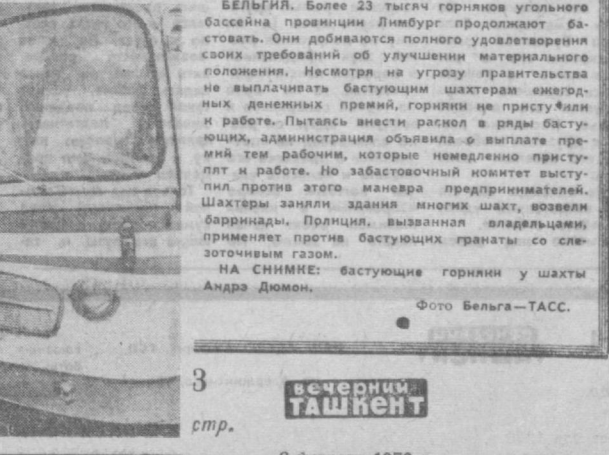 БЕЛЬГИЯ. Более 23 тысяч горняков угольного
бассейна провинции Лимбург продолжают ба-
стовать. Они добиваются полного удовлетворения
своих требований об улучшении материального
положения. Несмотря на угрозу правительства
не выплачивать бастующим шахтерам ежегод-
ных денежных премий, горняки не приступили
к работе. Пытаясь внести раскол в ряды басту-
ющих, администрация объявила о выплате пре-
мий тем рабочим, которые немедленно присту-
пят к работе. Но забастовочный комитет высту-
пил против этого маневра предпринимателей.
Шахтеры заняли здания многих шахт, возвели
баррикады. Полиция, вызванная владельцами,
применяет против бастующих гранаты со сле-
зоточивым газом.
НА СНИМКЕ: бастующие горняки у шахты
Андрэ Дюмон.
Фото Бельга—ТАСС.
3
стр.
вечерний
ТАШКЕНТ